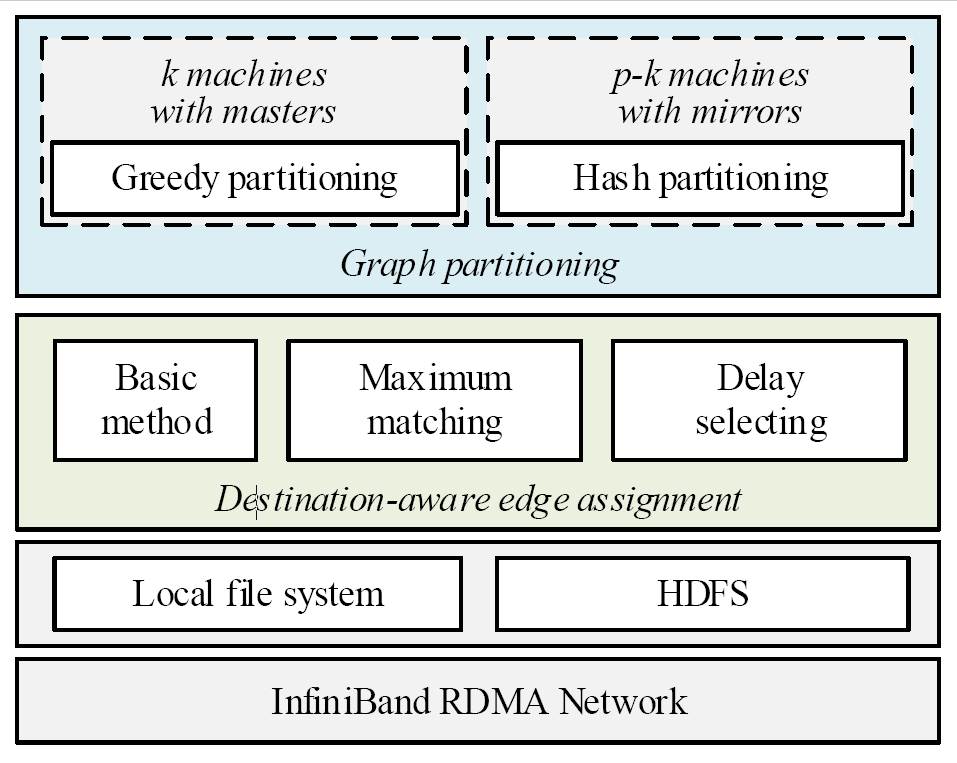 k machines
with masters
p-k machines
with mirrors
Greedy partitioning
Hash partitioning
Graph partitioning
Basic
method
Maximum
matching
Delay
selecting
Destination-aware edge assignment
Local file system
HDFS
InfiniBand RDMA Network